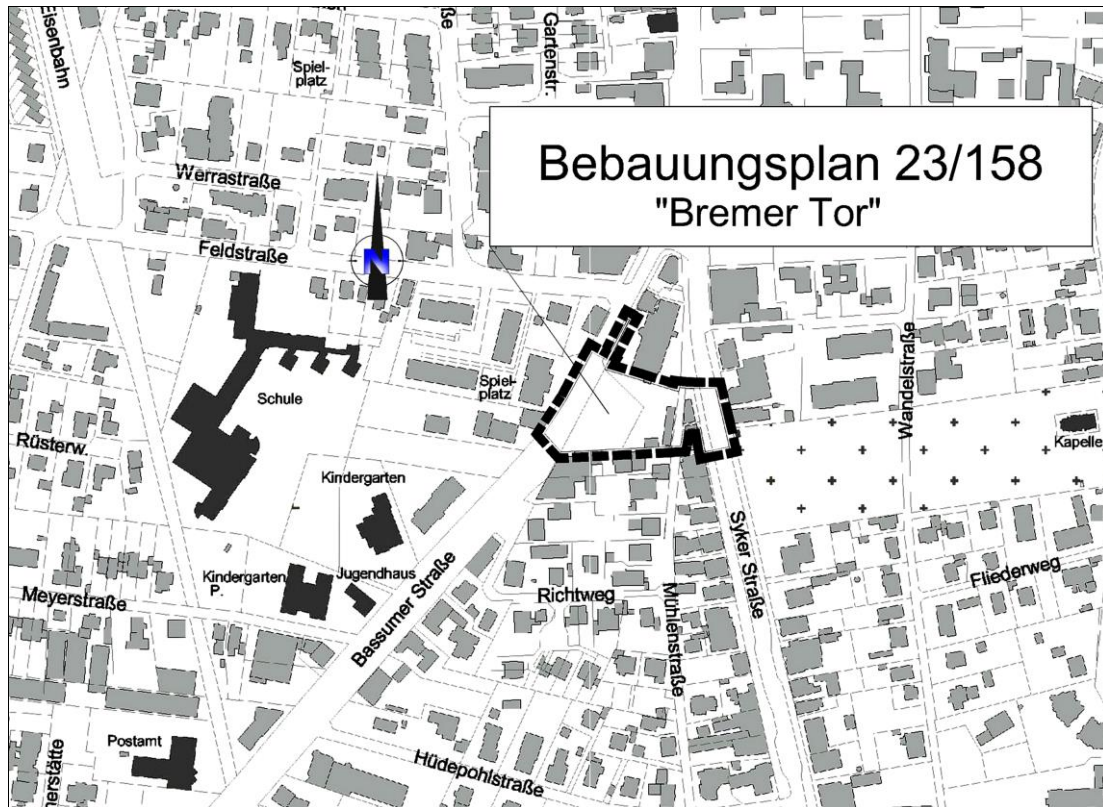 Eisenbahn
Spiel-
platz
Gartenstr.
Bebauungsplan 23/158
"Bremer Tor"
Werrastraße
Feldstraße
N
Schule
Spiel-
platz
Wandelstraße
Kapelle
Rüsterw.
Kindergarten
Kindergarten
P.
Jugendhaus
Meyerstraße
Bassumer Straße
Richtweg
Mühlenstraße
Syker Straße
Fliederweg
Postamt
Hüdepohlstraße